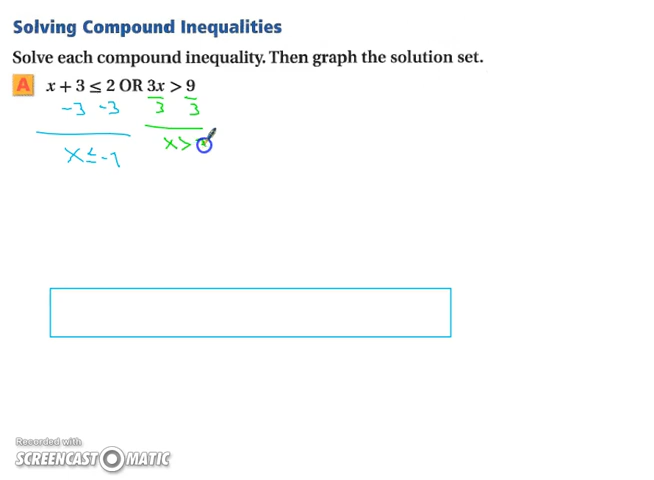 Solving Compound Inequalities
Solve each compound inequality. Then graph the solution set.
A x + 3 ≤ 2 OR 3x > 9
-3 -3 3 3
x ≤ -1 x >
Recorded with
SCREENCAST-O-MATIC